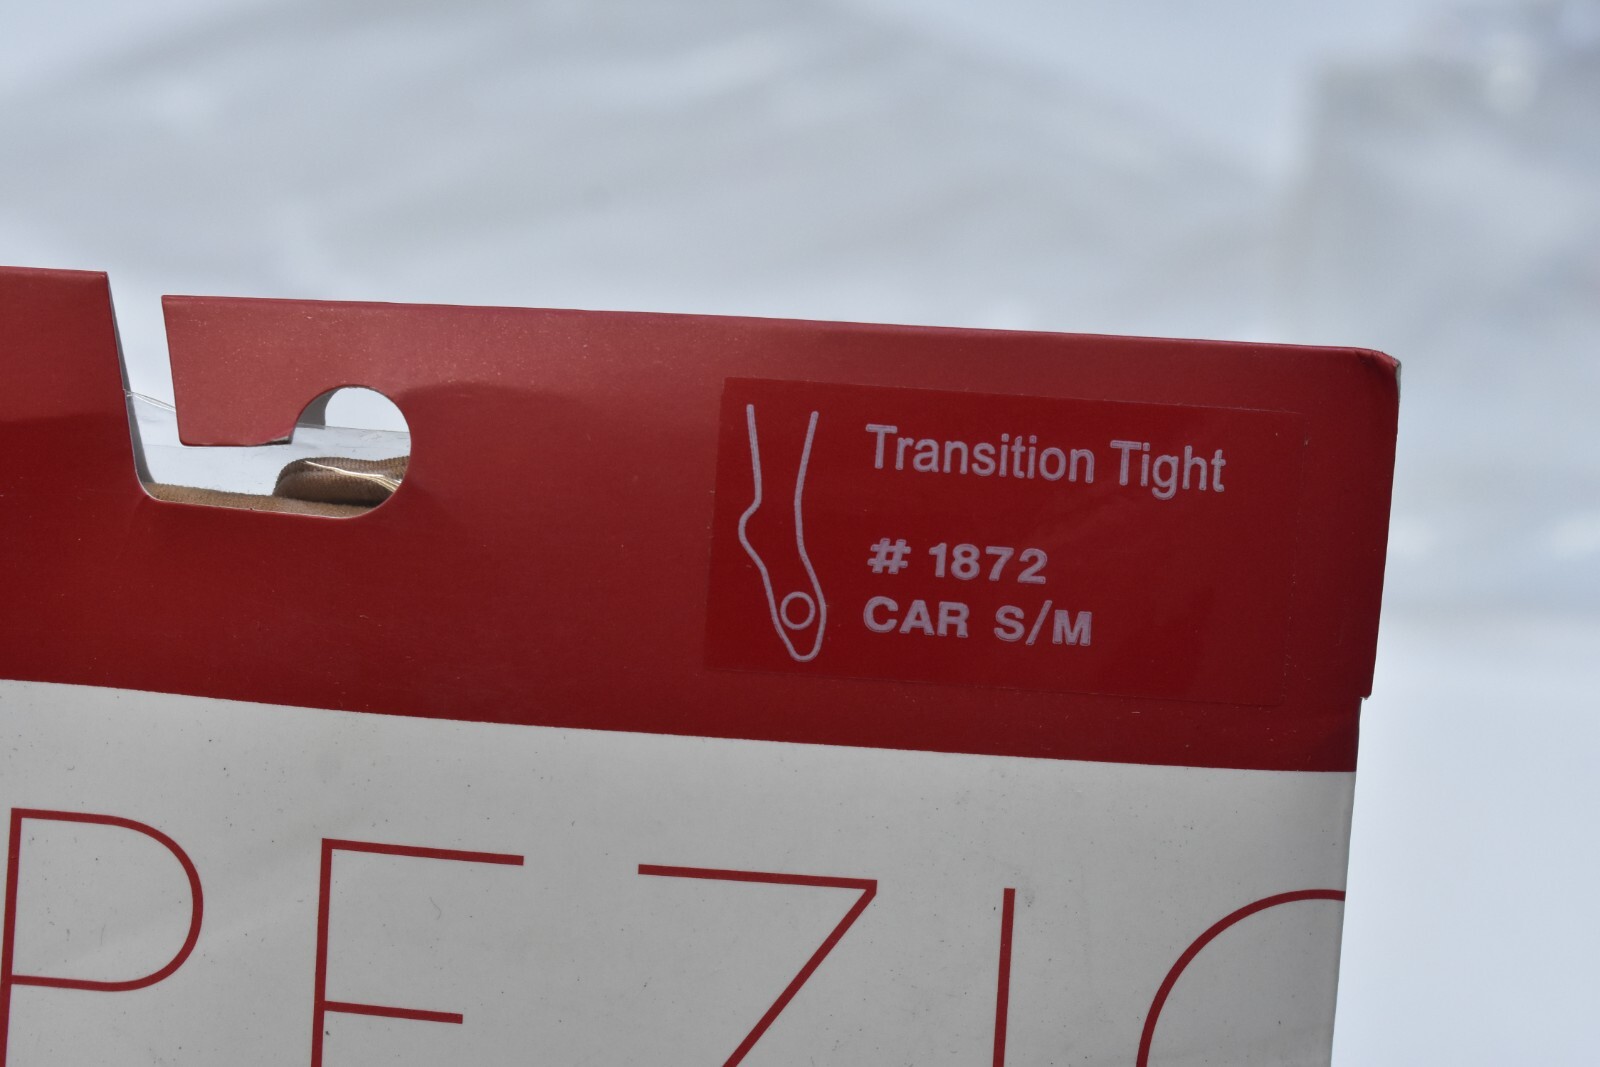 Transition Tight
# 1872
CAR S/M
PEZIO